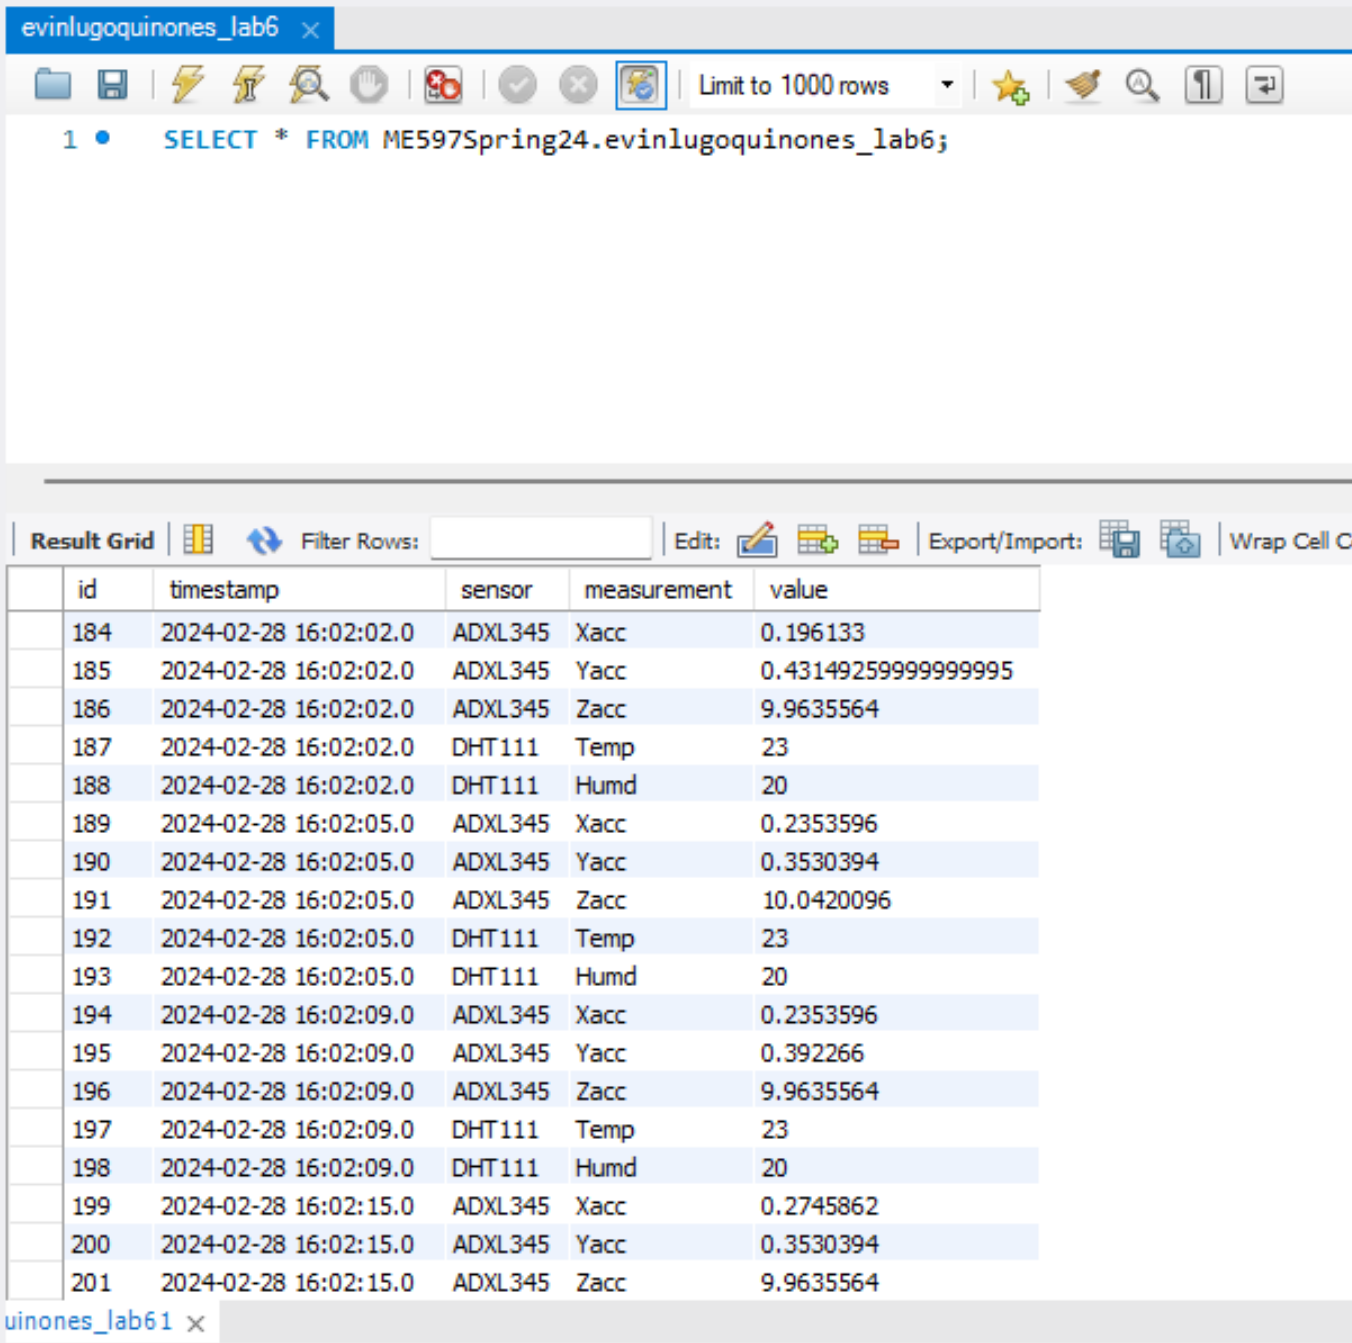 evinlugoquinones_lab6
Limit to 1000 rows
1 SELECT * FROM ME597Spring24.evinlugoquinones_lab6;
Result Grid Filter Rows: Edit: Export/Import: Wrap Cell C
id timestamp sensor measurement value
184 2024-02-28 16:02:02.0 ADXL345 Xacc 0.196133
185 2024-02-28 16:02:02.0 ADXL345 Yacc 0.43149259999999995
186 2024-02-28 16:02:02.0 ADXL345 Zacc 9.9635564
187 2024-02-28 16:02:02.0 DHT111 Temp 23
188 2024-02-28 16:02:02.0 DHT111 Humd 20
189 2024-02-28 16:02:05.0 ADXL345 Xacc 0.2353596
190 2024-02-28 16:02:05.0 ADXL345 Yacc 0.3530394
191 2024-02-28 16:02:05.0 ADXL345 Zacc 10.0420096
192 2024-02-28 16:02:05.0 DHT111 Temp 23
193 2024-02-28 16:02:05.0 DHT111 Humd 20
194 2024-02-28 16:02:09.0 ADXL345 Xacc 0.2353596
195 2024-02-28 16:02:09.0 ADXL345 Yacc 0.392266
196 2024-02-28 16:02:09.0 ADXL345 Zacc 9.9635564
197 2024-02-28 16:02:09.0 DHT111 Temp 23
198 2024-02-28 16:02:09.0 DHT111 Humd 20
199 2024-02-28 16:02:15.0 ADXL345 Xacc 0.2745862
200 2024-02-28 16:02:15.0 ADXL345 Yacc 0.3530394
201 2024-02-28 16:02:15.0 ADXL345 Zacc 9.9635564
uinones_lab61